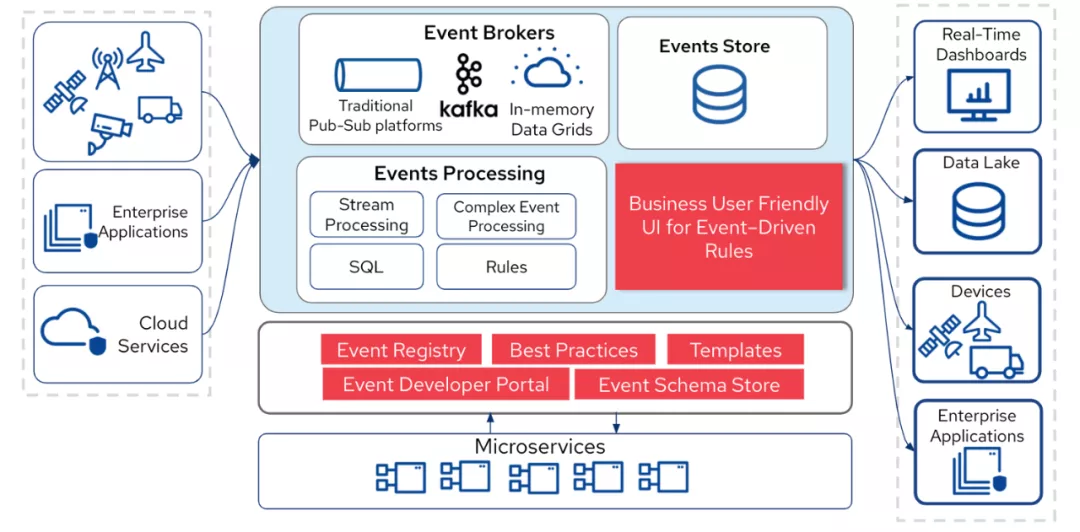 Enterprise
Applications
Cloud
Services
Event Brokers
Traditional
Pub-Sub platforms
kafka
In-memory
Data Grids
Events Store
Events Processing
Stream
Processing
Complex Event
Processing
SQL
Rules
Business User Friendly
UI for Event–Driven
Rules
Event Registry
Best Practices
Templates
Event Developer Portal
Event Schema Store
Microservices
Real-Time
Dashboards
Data Lake
Devices
Enterprise
Applications